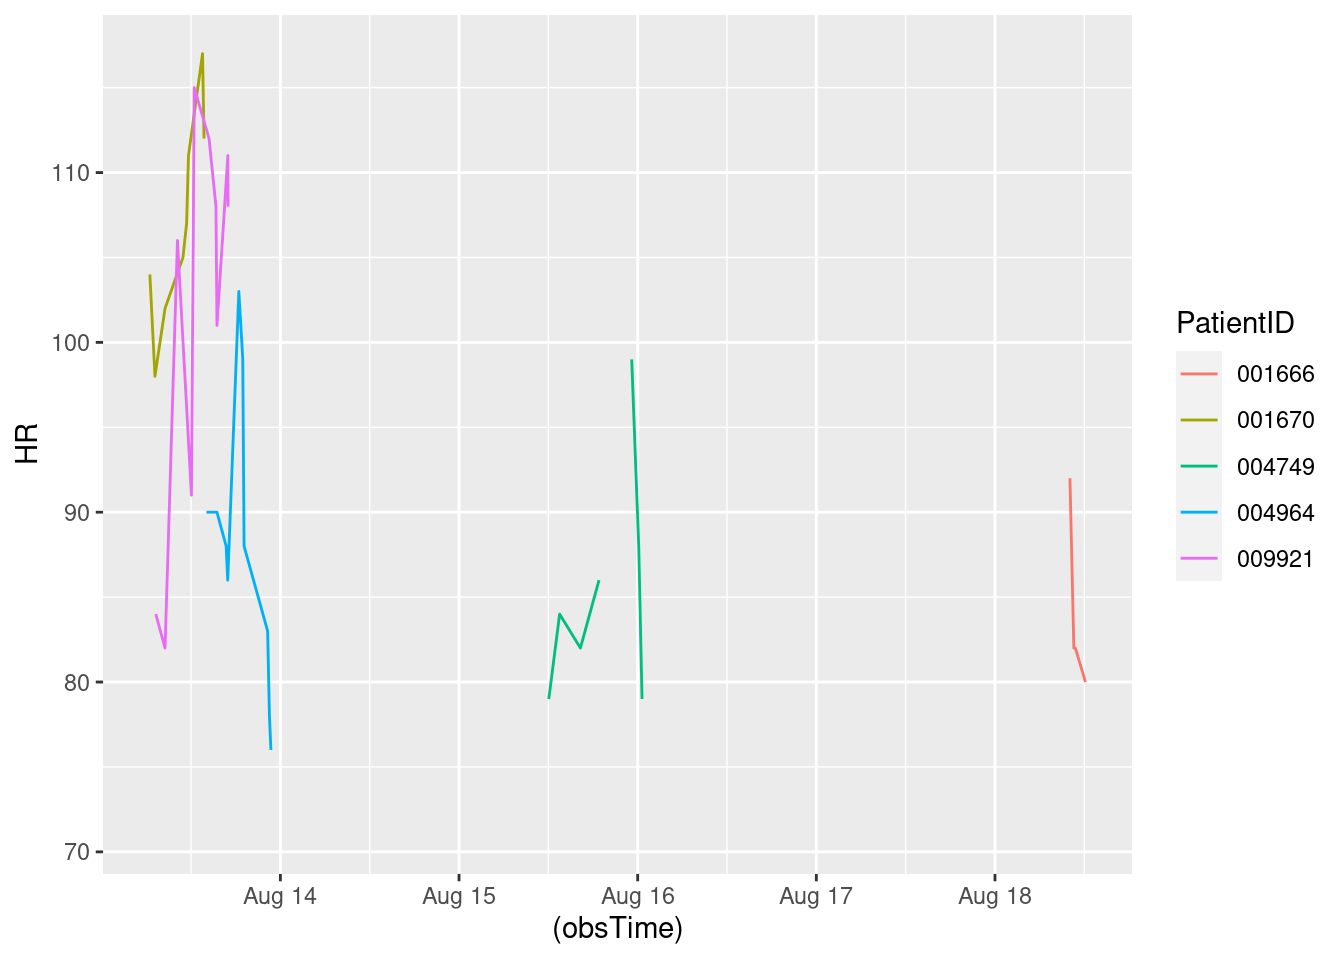 HR
110
100
90
80
70
Aug 14
Aug 15
Aug 16
Aug 17
Aug 18
(obsTime)
PatientID
001666
001670
004749
004964
009921